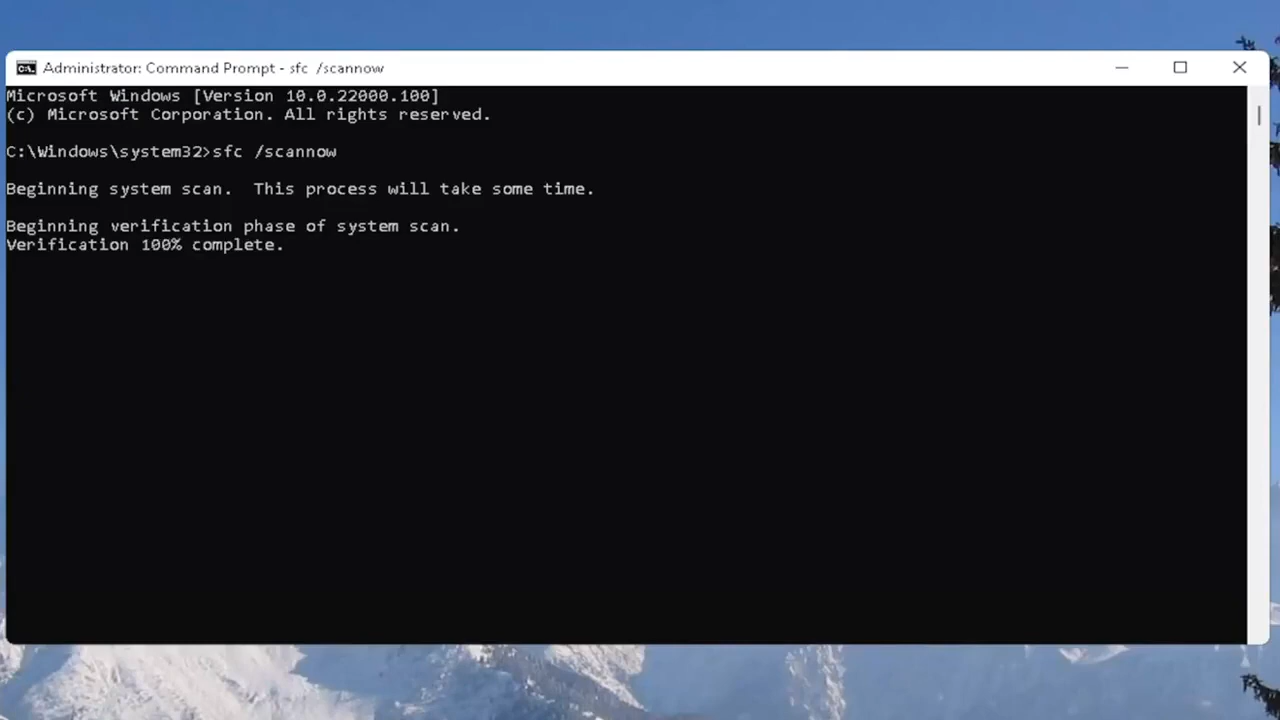 Administrator: Command Prompt - sfc  /scannow
Microsoft Windows [Version 10.0.22000.100]
(c) Microsoft Corporation. All rights reserved.
C:\Windows\system32>sfc /scannow
Beginning system scan.  This process will take some time.
Beginning verification phase of system scan.
Verification 100% complete.